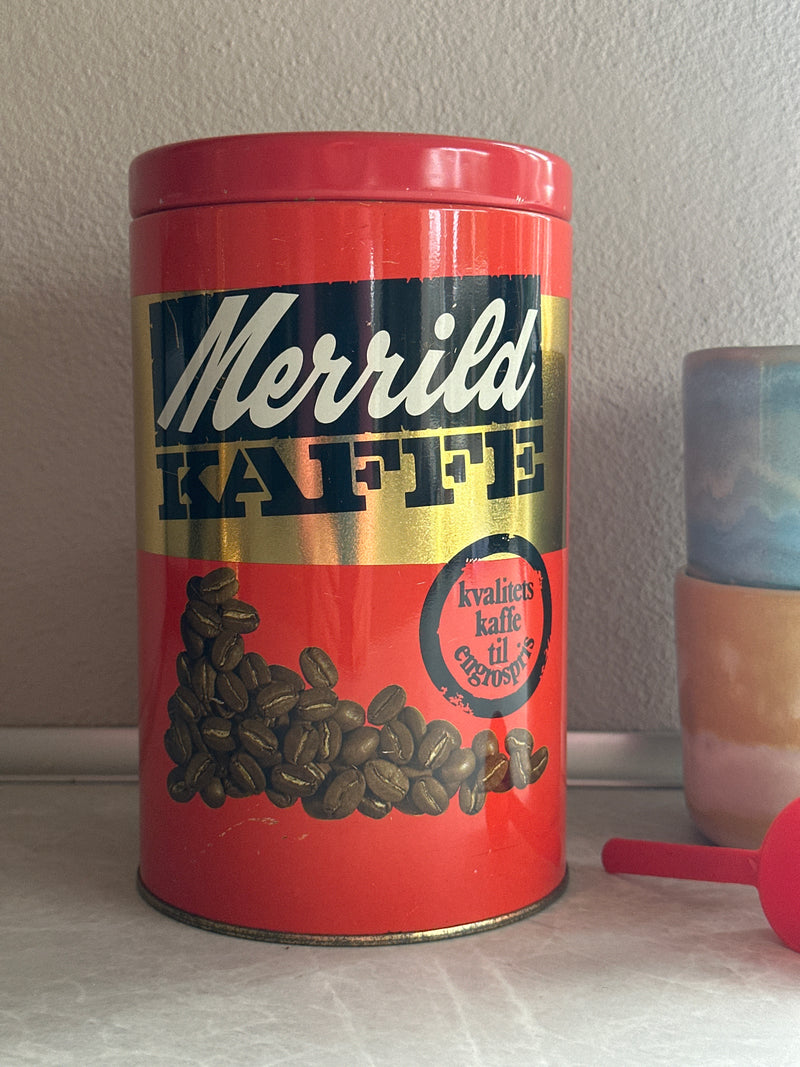 Merrild
KAFFE
kvalitets
kaffe
til
engrospris